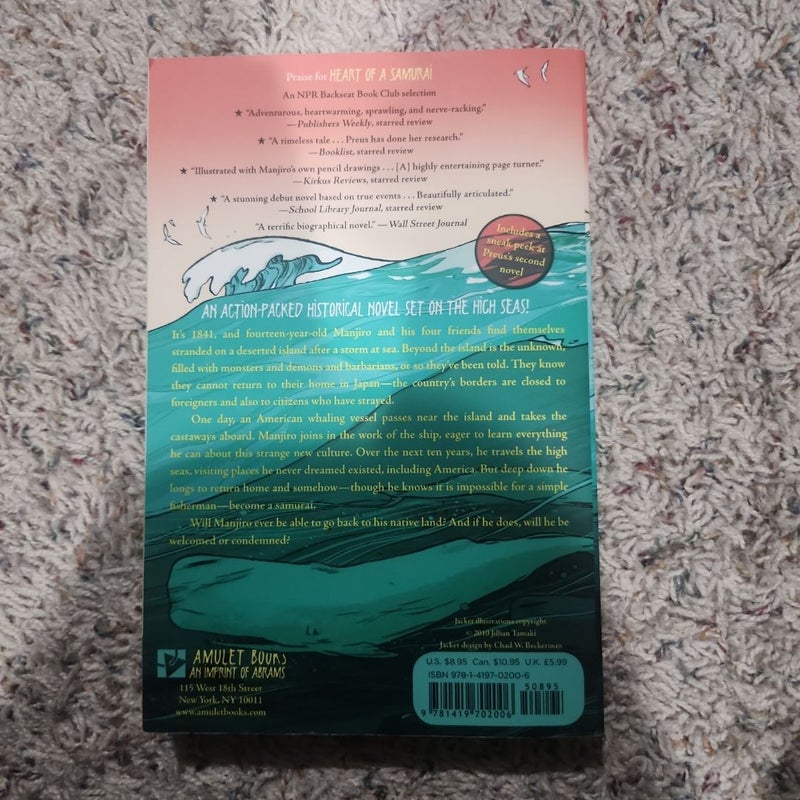 Praise for HEART OF A SAMURAI
An NPR Backseat Book Club selection
★ "Adventurous, heartwarming, sprawling, and nerve-racking."
—Publishers Weekly, starred review
★ "A timeless tale . . . Preus has done her research."
—Booklist, starred review
★ "Illustrated with Manjiro's own pencil drawings . . . [A] highly entertaining page turner."
—Kirkus Reviews, starred review
★ "A stunning debut novel based on true events . . . Beautifully articulated."
—School Library Journal, starred review
"A terrific biographical novel." —Wall Street Journal
Includes a
sneak peek at
Preus's second
novel
AN ACTION-PACKED HISTORICAL NOVEL SET ON THE HIGH SEAS!
It's 1841, and fourteen-year-old Manjiro and his four friends find themselves
stranded on a deserted island after a storm at sea. Beyond the island is the unknown,
filled with monsters and demons and barbarians, or so they've been told. They know
they cannot return to their home in Japan—the country's borders are closed to
foreigners and also to citizens who have strayed.
One day, an American whaling vessel passes near the island and takes the
castaways aboard. Manjiro joins in the work of the ship, eager to learn everything
he can about this strange new culture. Over the next ten years, he travels the high
seas, visiting places he never dreamed existed, including America. But deep down he
longs to return home and somehow—though he knows it is impossible for a simple
fisherman—become a samurai.
Will Manjiro ever be able to go back to his native land? And if he does, will he be
welcomed or condemned?
Jacket illustrations copyright
© 2010 Jillian Tamaki
Jacket design by Chad W. Beckerman
AMULET BOOKS
AN IMPRINT OF ABRAMS
115 West 18th Street
New York, NY 10011
www.amuletbooks.com
U.S. $8.95 Can. $10.95 U.K. £5.99
ISBN 978-1-4197-0200-6
50895
9 781419 702006